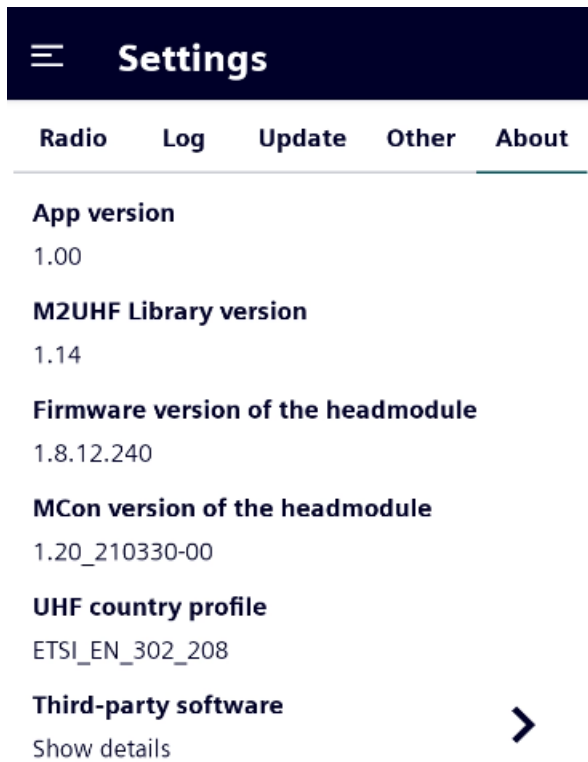 Settings
Radio Log Update Other About
App version
1.00
M2UHF Library version
1.14
Firmware version of the headmodule
1.8.12.240
MCon version of the headmodule
1.20_210330-00
UHF country profile
ETSI_EN_302_208
Third-party software
Show details